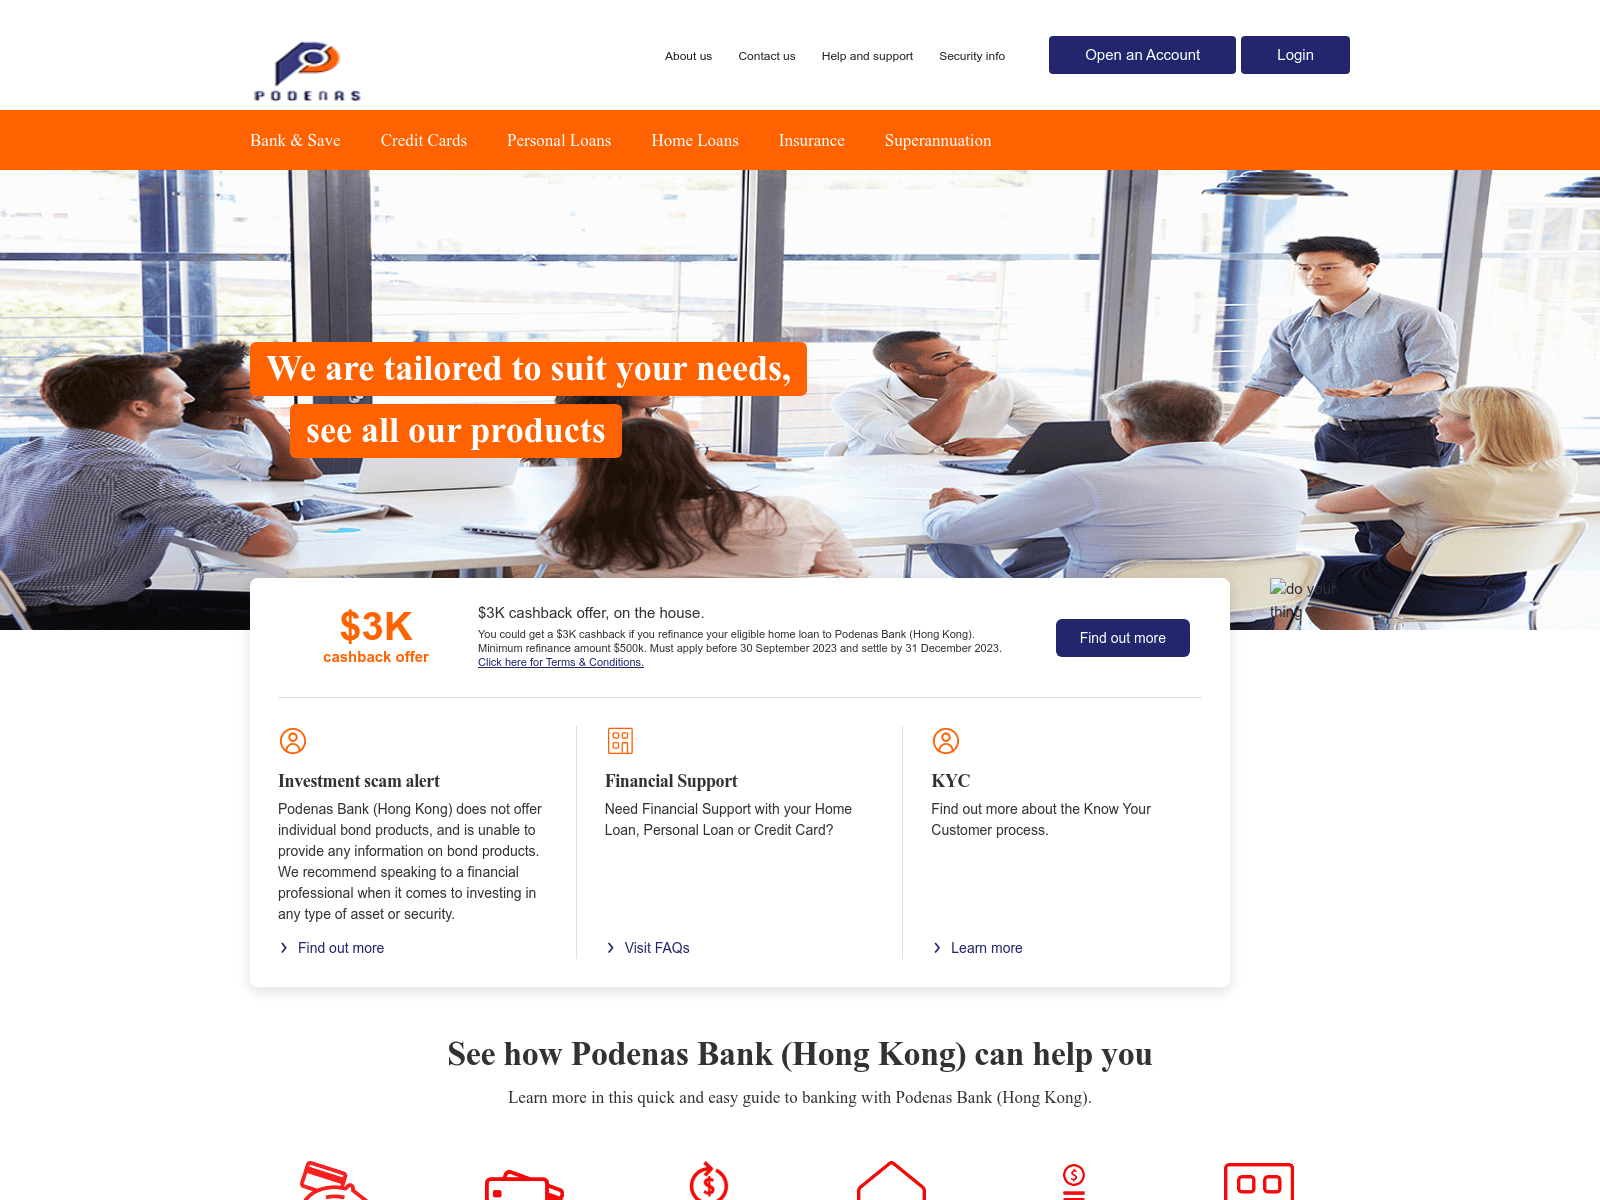 PODENAS
About us
Contact us
Help and support
Security info
Open an Account
Login
Bank & Save
Credit Cards
Personal Loans
Home Loans
Insurance
Superannuation
We are tailored to suit your needs,
see all our products
do your
thing
$3K
cashback offer
$3K cashback offer, on the house.
You could get a $3K cashback if you refinance your eligible home loan to Podenas Bank (Hong Kong).
Minimum refinance amount $500k. Must apply before 30 September 2023 and settle by 31 December 2023.
Click here for Terms & Conditions.
Find out more
Investment scam alert
Podenas Bank (Hong Kong) does not offer
individual bond products, and is unable to
provide any information on bond products.
We recommend speaking to a financial
professional when it comes to investing in
any type of asset or security.
Find out more
Financial Support
Need Financial Support with your Home
Loan, Personal Loan or Credit Card?
Visit FAQs
KYC
Find out more about the Know Your
Customer process.
Learn more
See how Podenas Bank (Hong Kong) can help you
Learn more in this quick and easy guide to banking with Podenas Bank (Hong Kong).